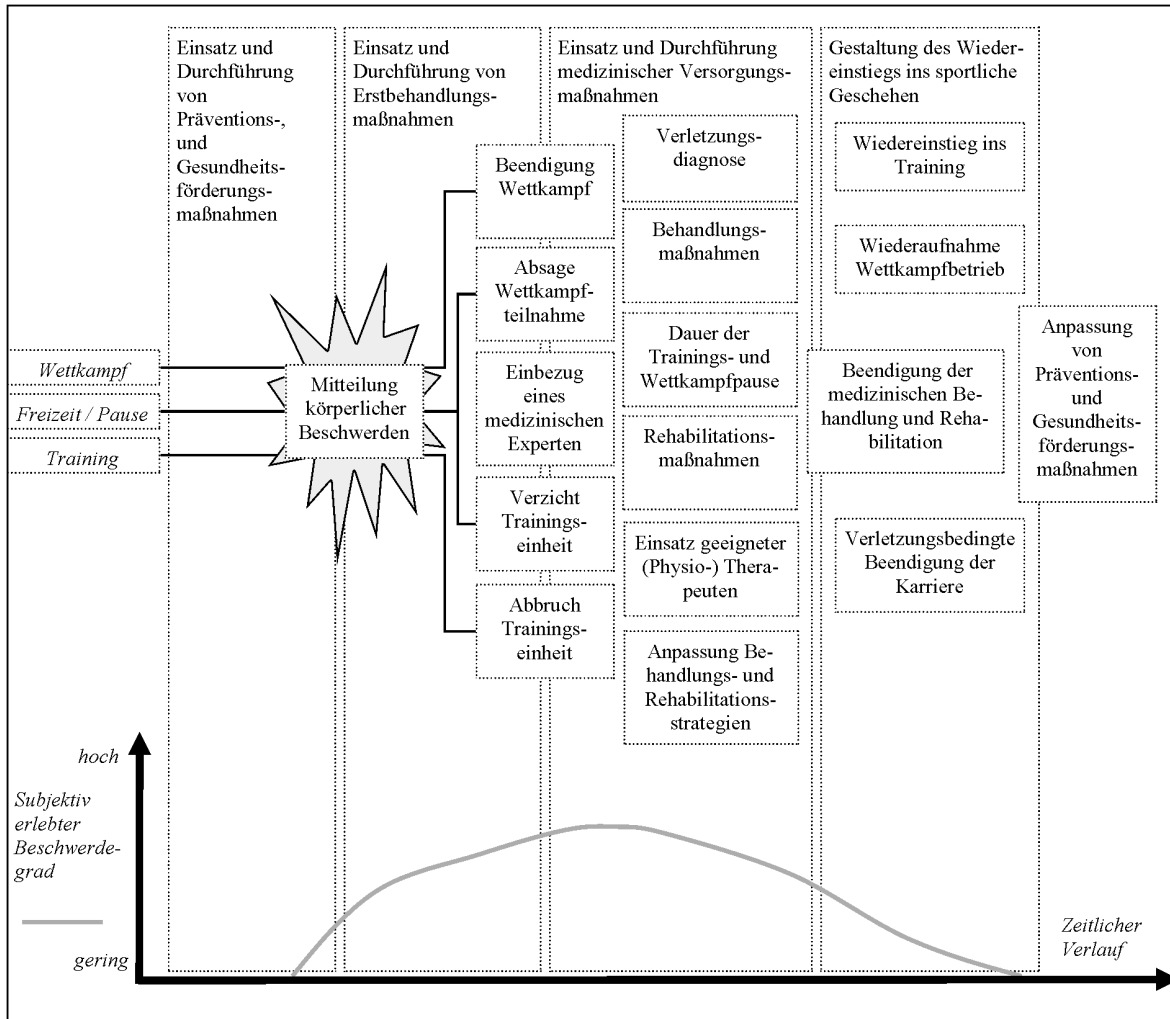 Einsatz und
Durchführung
von
Präventions-,
und
Gesundheits-
förderungs-
maßnahmen
Einsatz und
Durchführung von
Erstbehandlungs-
maßnahmen
Einsatz und Durchführung
medizinischer Versorgungs-
maßnahmen
Gestaltung des Wieder-
einstiegs ins sportliche
Geschehen
Wettkampf
Freizeit / Pause
Training
Mitteilung
körperlicher
Beschwerden
Beendigung
Wettkampf
Absage
Wettkampf-
teilnahme
Einbezug
eines
medizinischen
Experten
Verzicht
Trainings-
einheit
Abbruch
Trainings-
einheit
Verletzungs-
diagnose
Behandlungs-
maßnahmen
Dauer der
Trainings- und
Wettkampfpause
Rehabilitations-
maßnahmen
Einsatz geeigneter
(Physio-) Thera-
peuten
Anpassung Be-
handlungs- und
Rehabilitations-
strategien
Wiedereinstieg ins
Training
Wiederaufnahme
Wettkampfbetrieb
Beendigung der
medizinischen Be-
handlung und Reha-
bilitation
Verletzungsbedingte
Beendigung der
Karriere
Anpassung
von
Präventions-
und
Gesundheits-
förderungs-
maßnahmen
hoch
Subjektiv
erlebter
Beschwerde-
grad
gering
Zeitlicher
Verlauf